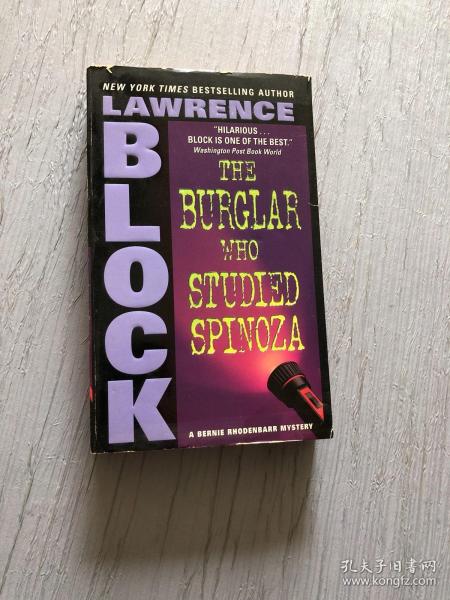 NEW YORK TIMES BESTSELLING AUTHOR
LAWRENCE
BLOCK
"HILARIOUS . . .
BLOCK IS ONE OF THE BEST."
Washington Post Book World
THE
BURGLAR
WHO
STUDIED
SPINOZA
A BERNIE RHODENBARR MYSTERY
孔夫子旧书网
www.kongfz.com